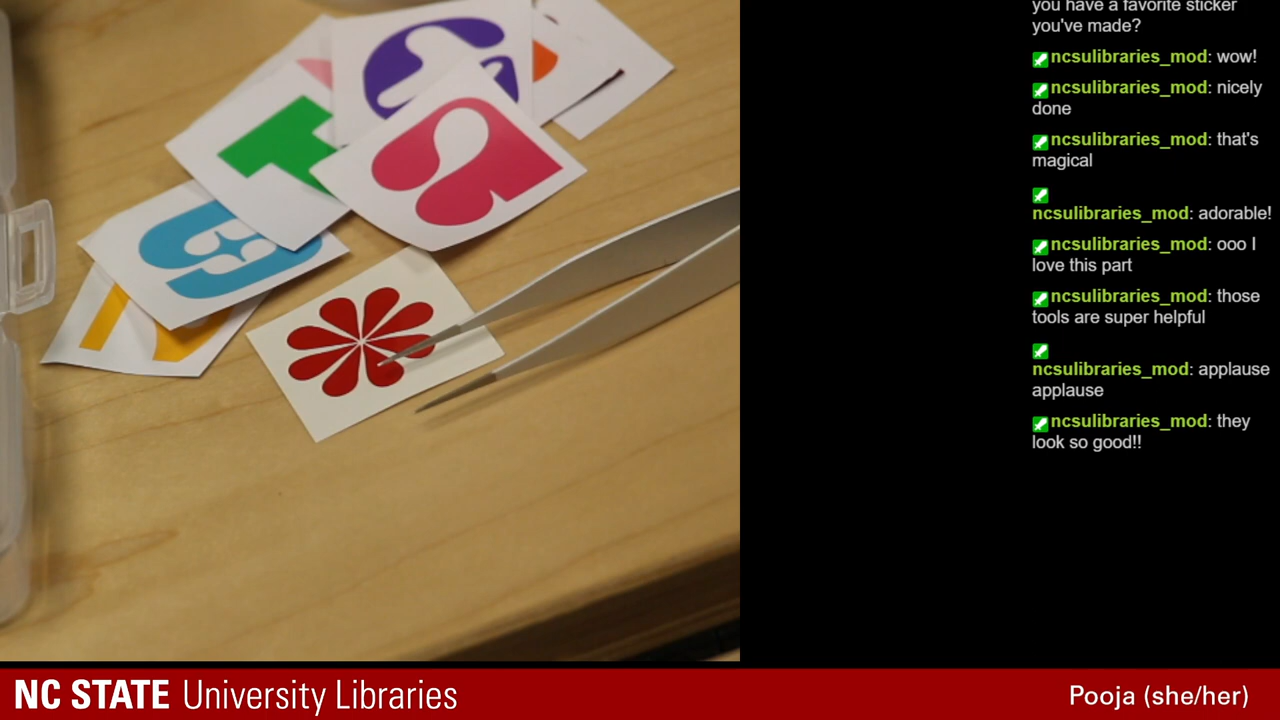 you have a favorite sticker
you've made?
ncsulibraries_mod: wow!
ncsulibraries_mod: nicely
done
ncsulibraries_mod: that's
magical
ncsulibraries_mod: adorable!
ncsulibraries_mod: ooo I
love this part
ncsulibraries_mod: those
tools are super helpful
ncsulibraries_mod: applause
applause
ncsulibraries_mod: they
look so good!!
NC STATE University Libraries
Pooja (she/her)